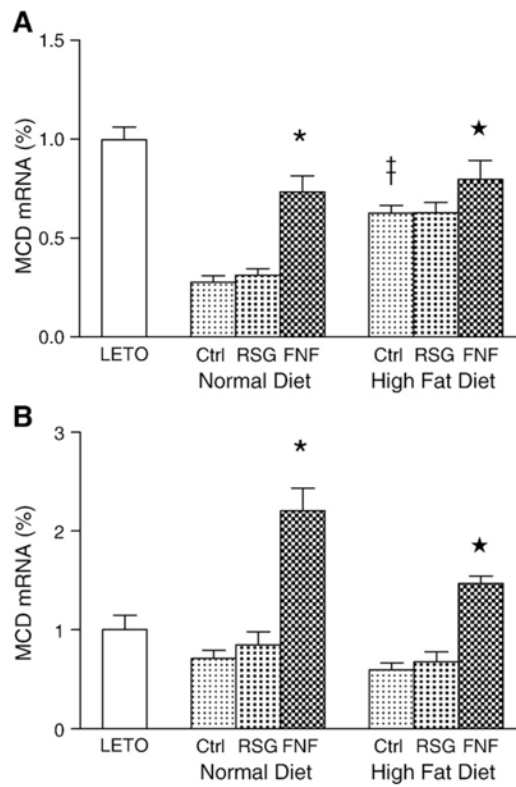 A
1.5
1.0
0.5
0.0
MCD mRNA (%)
*
‡
★
LETO
Ctrl RSG FNF
Ctrl RSG FNF
Normal Diet
High Fat Diet
B
3
2
1
0
MCD mRNA (%)
*
★
LETO
Ctrl RSG FNF
Ctrl RSG FNF
Normal Diet
High Fat Diet